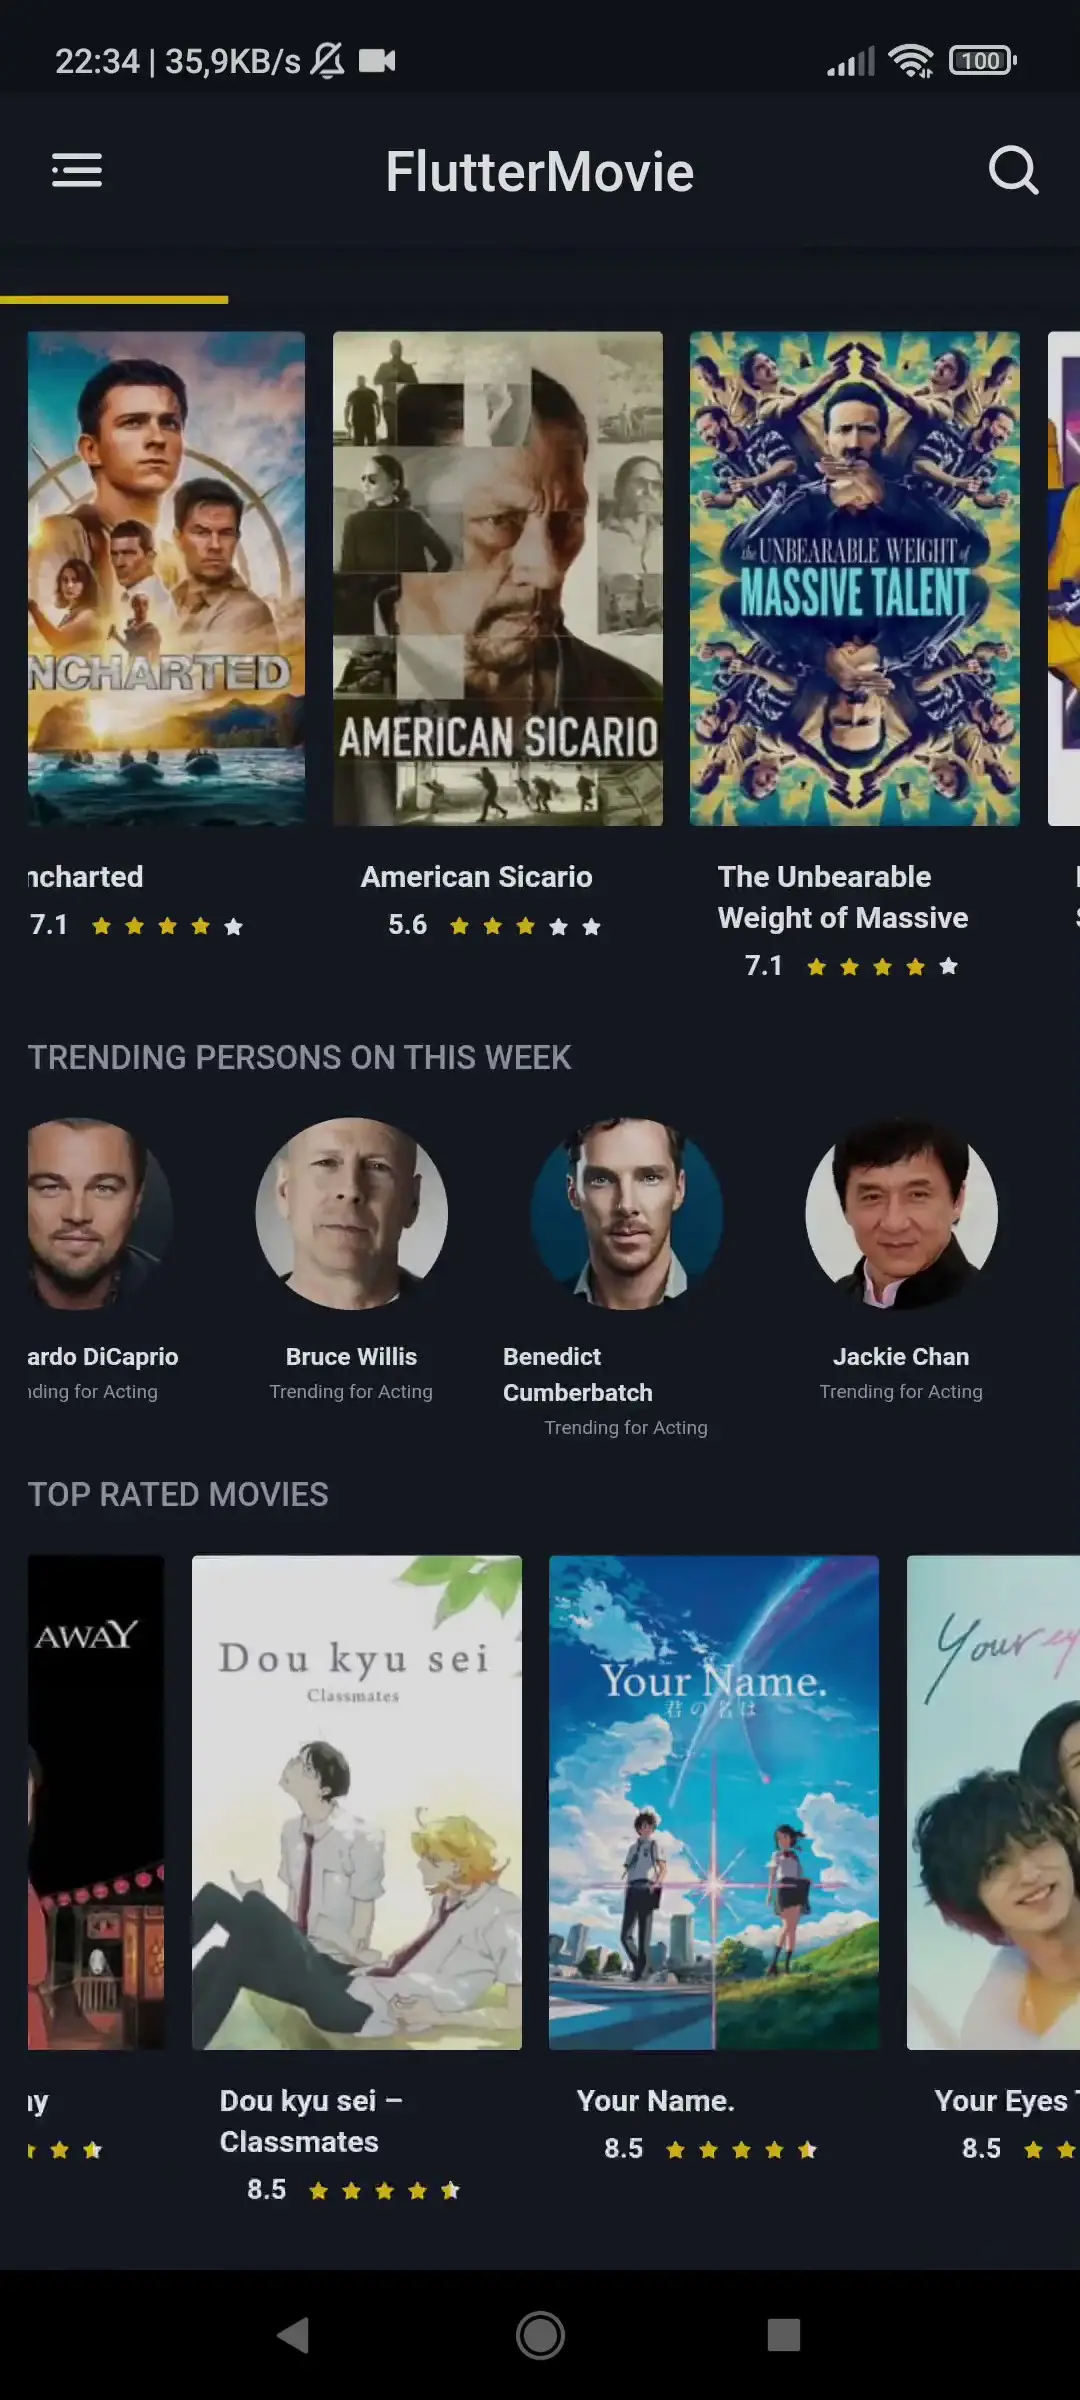 22:34 | 35,9KB/s
100
FlutterMovie
NCHARTED
AMERICAN SICARIO
the UNBEARABLE WEIGHT of
MASSIVE TALENT
ncharted
7.1
American Sicario
5.6
The Unbearable
Weight of Massive
7.1
TRENDING PERSONS ON THIS WEEK
ardo DiCaprio
nding for Acting
Bruce Willis
Trending for Acting
Benedict
Cumberbatch
Trending for Acting
Jackie Chan
Trending for Acting
TOP RATED MOVIES
AWAY
Dou kyu sei
Classmates
Your Name.
君の名は
Your ey
Dou kyu sei –
Classmates
8.5
Your Name.
8.5
Your Eyes
8.5